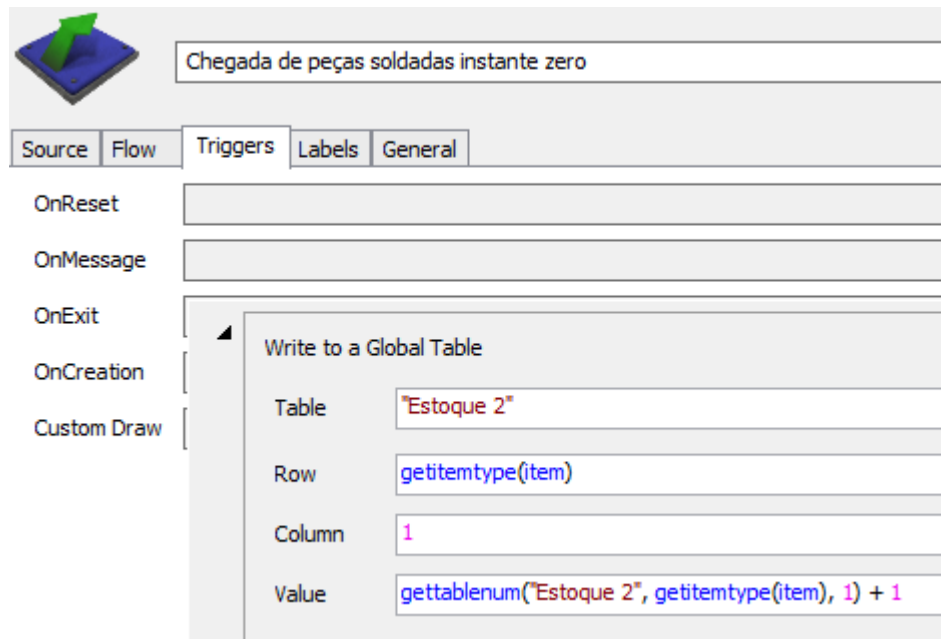 Chegada de peças soldadas instante zero
Source Flow Triggers Labels General
OnReset
OnMessage
OnExit
Write to a Global Table
OnCreation
Table "Estoque 2"
Custom Draw
Row getitemtype(item)
Column 1
Value gettablenum("Estoque 2", getitemtype(item), 1) + 1